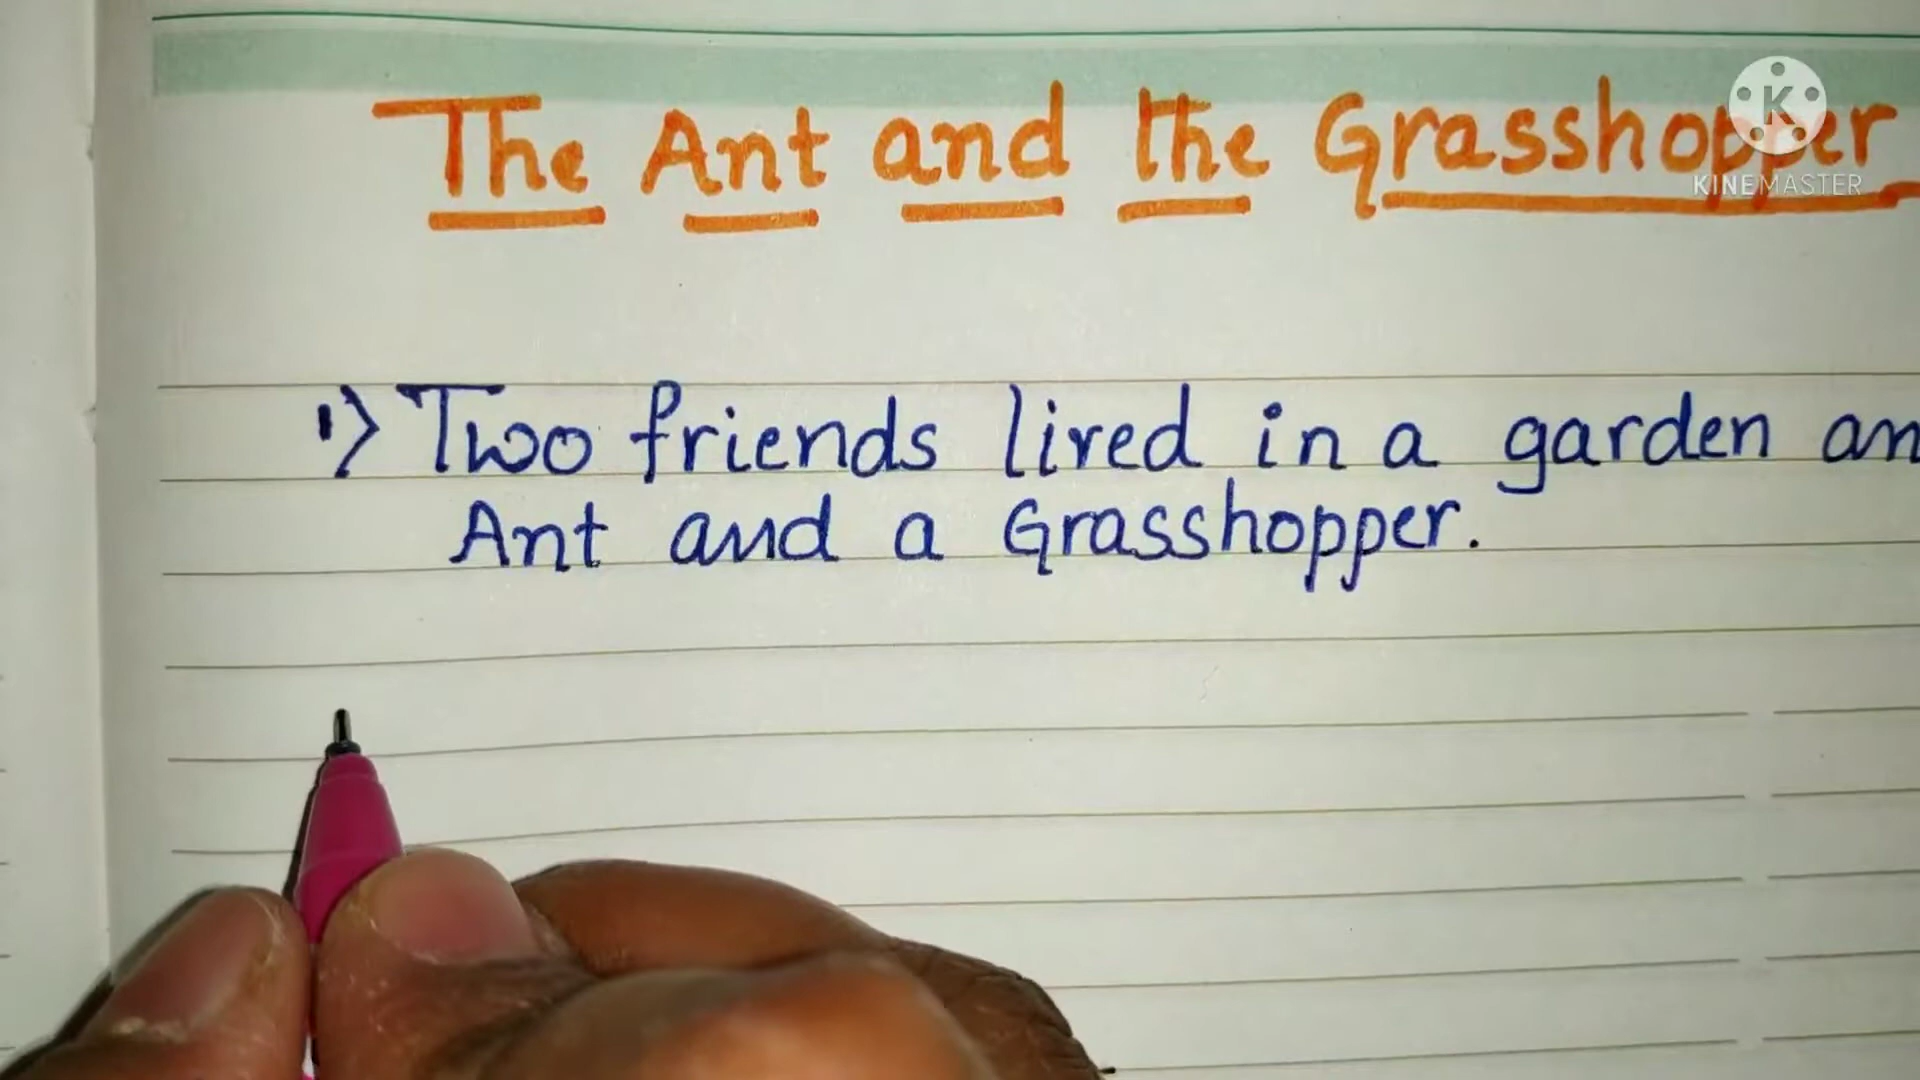 The Ant and the Grasshopper
KINEMASTER
1) Two friends lived in a garden an
Ant and a Grasshopper.